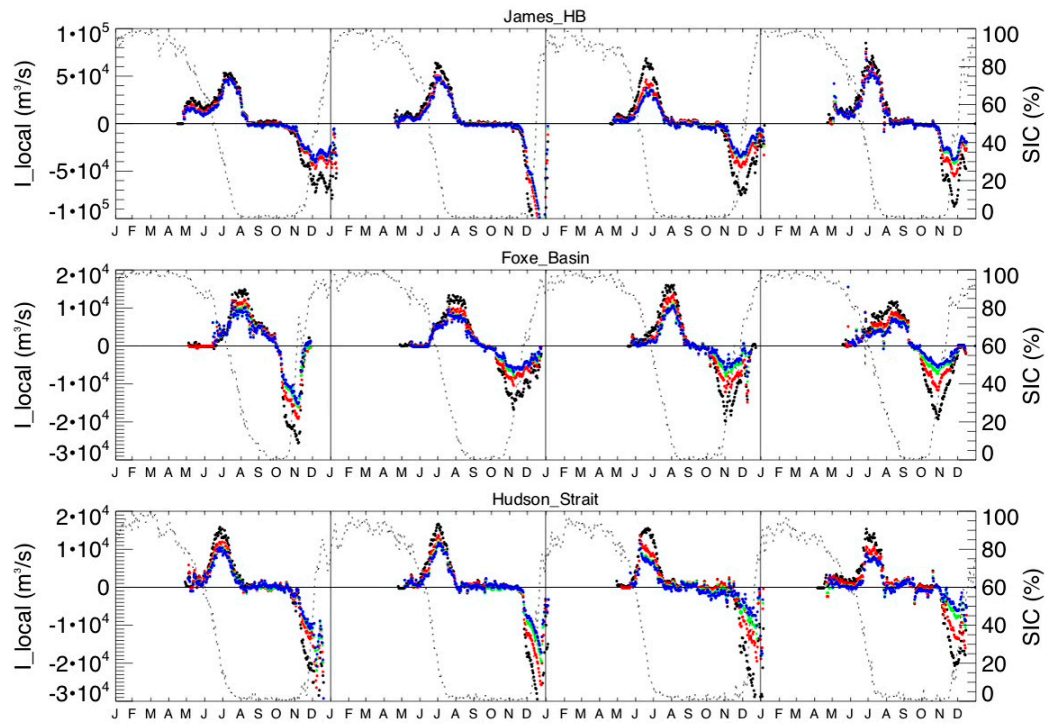 James_HB
I_local (m³/s)
1•10⁵
5•10⁴
0
-5•10⁴
-1•10⁵
100
80
60
40
20
0
SIC (%)
J F M A M J J A S O N D J F M A M J J A S O N D J F M A M J J A S O N D J F M A M J J A S O N D
Foxe_Basin
I_local (m³/s)
2•10⁴
1•10⁴
0
-1•10⁴
-2•10⁴
-3•10⁴
100
80
60
40
20
0
SIC (%)
J F M A M J J A S O N D J F M A M J J A S O N D J F M A M J J A S O N D J F M A M J J A S O N D
Hudson_Strait
I_local (m³/s)
2•10⁴
1•10⁴
0
-1•10⁴
-2•10⁴
-3•10⁴
100
80
60
40
20
0
SIC (%)
J F M A M J J A S O N D J F M A M J J A S O N D J F M A M J J A S O N D J F M A M J J A S O N D